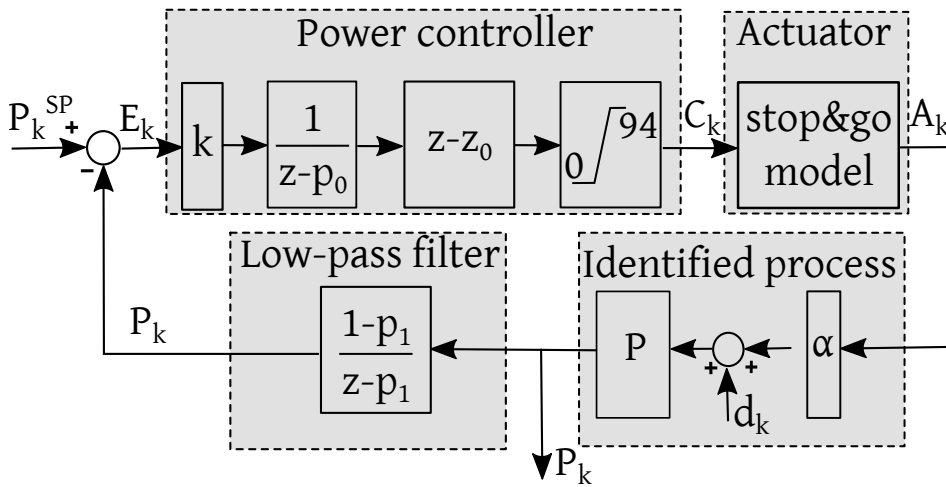 Power controller
Actuator
P_k^SP
+
-
E_k
k
1
z-p_0
z-z_0
0
94
C_k
stop&go
model
A_k
Low-pass filter
Identified process
P_k
1-p_1
z-p_1
P
+
+
d_k
α
P_k